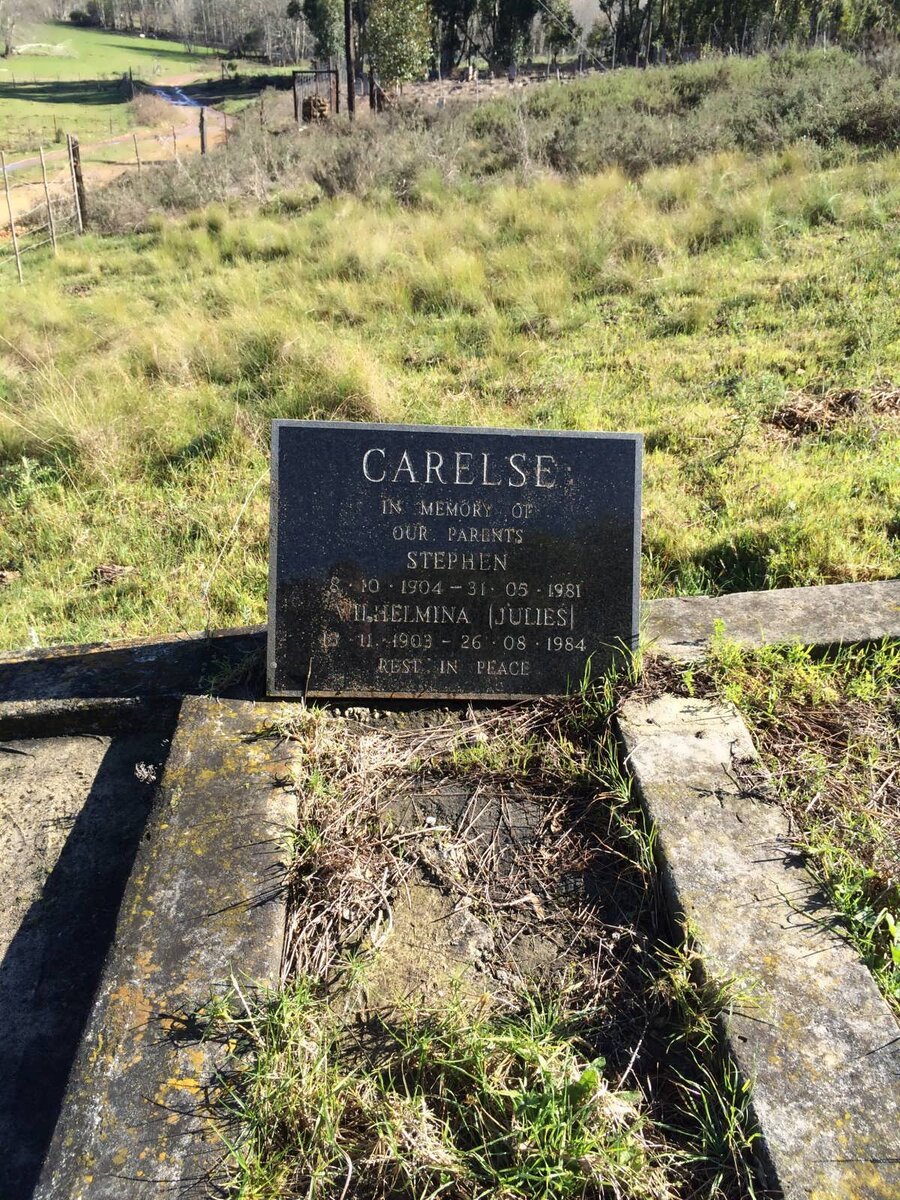 CARELSE
IN MEMORY OF
OUR PARENTS
STEPHEN
8 · 10 · 1904 – 31 · 05 · 1981
WILHELMINA [JULIES]
11 · 1903 – 26 · 08 · 1984
REST IN PEACE